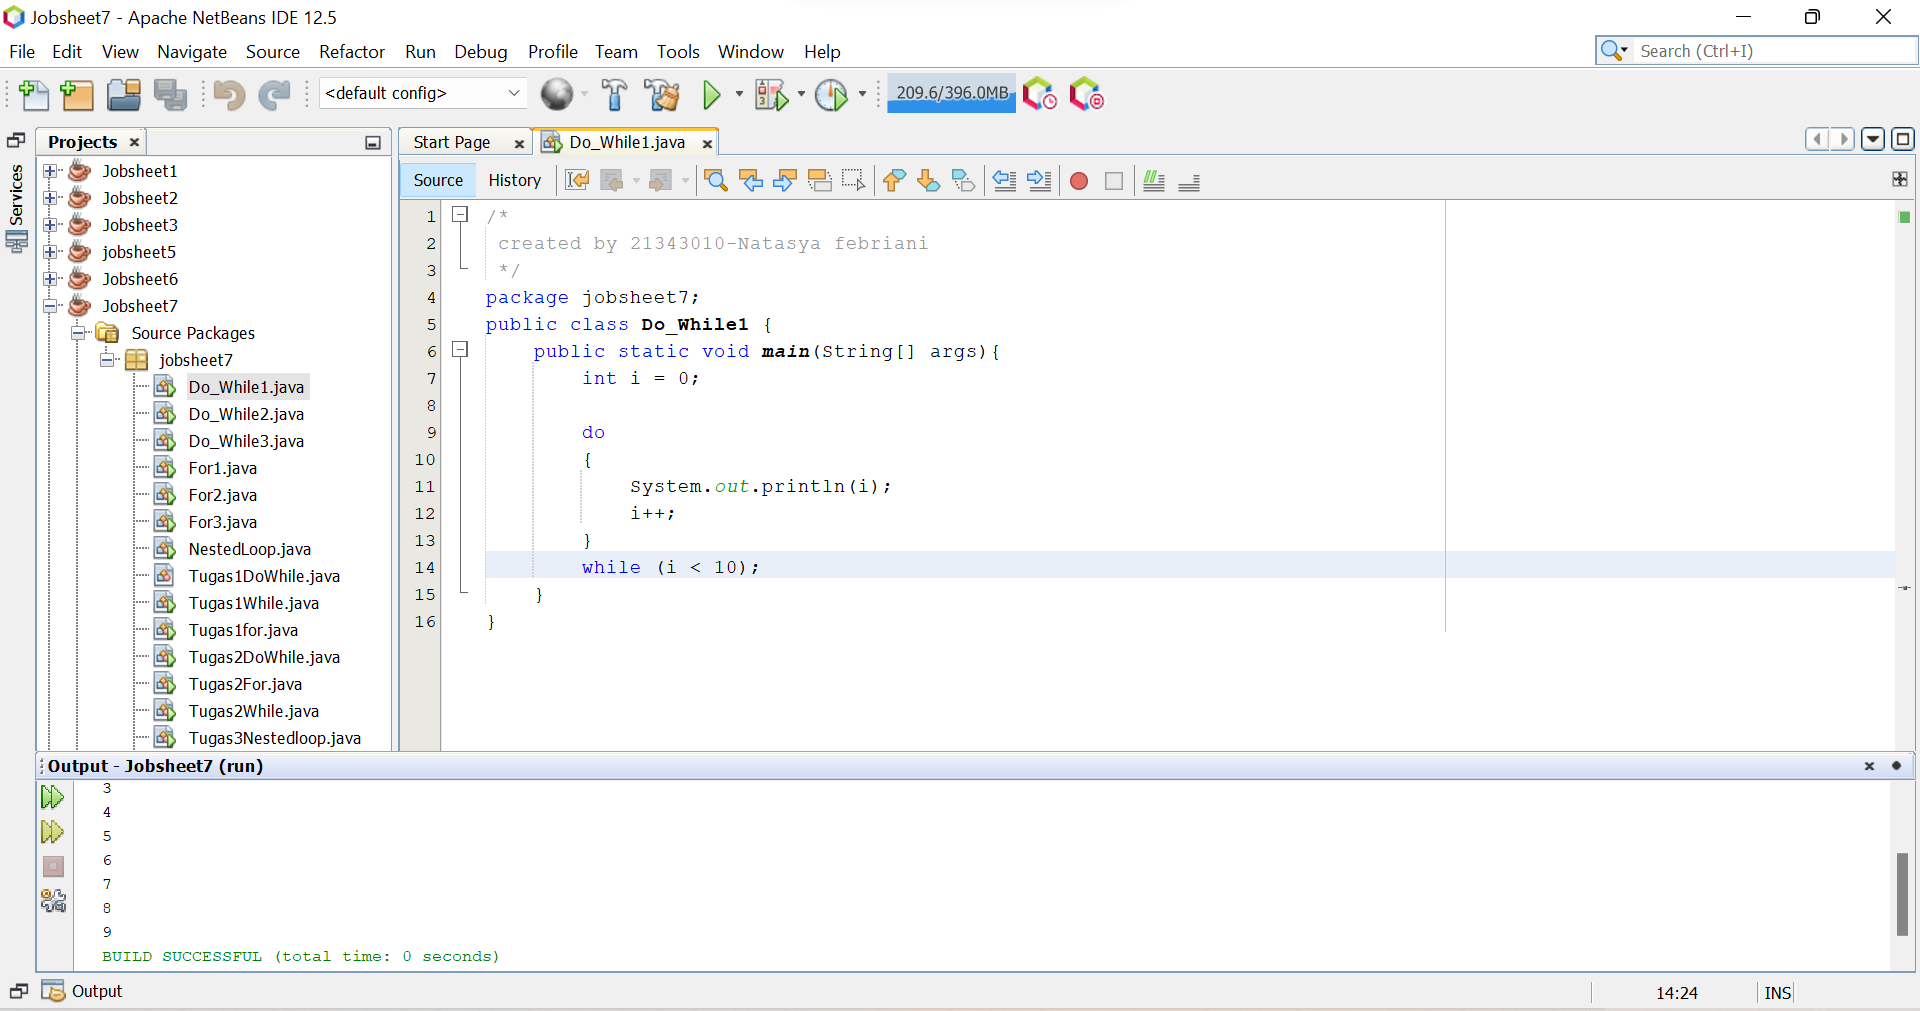 Jobsheet7 - Apache NetBeans IDE 12.5
File Edit View Navigate Source Refactor Run Debug Profile Team Tools Window Help
Search (Ctrl+I)
<default config>
209.6/396.0MB
Services
Projects
Jobsheet1
Jobsheet2
Jobsheet3
jobsheet5
Jobsheet6
Jobsheet7
Source Packages
jobsheet7
Do_While1.java
Do_While2.java
Do_While3.java
For1.java
For2.java
For3.java
NestedLoop.java
Tugas1DoWhile.java
Tugas1While.java
Tugas1for.java
Tugas2DoWhile.java
Tugas2For.java
Tugas2While.java
Tugas3Nestedloop.java
Start Page Do_While1.java
Source History
1 /*
2 created by 21343010-Natasya febriani
3 */
4 package jobsheet7;
5 public class Do_While1 {
6 public static void main(String[] args){
7 int i = 0;
8
9 do
10 {
11 System.out.println(i);
12 i++;
13 }
14 while (i < 10);
15 }
16 }
Output - Jobsheet7 (run)
3
4
5
6
7
8
9
BUILD SUCCESSFUL (total time: 0 seconds)
Output
14:24 INS